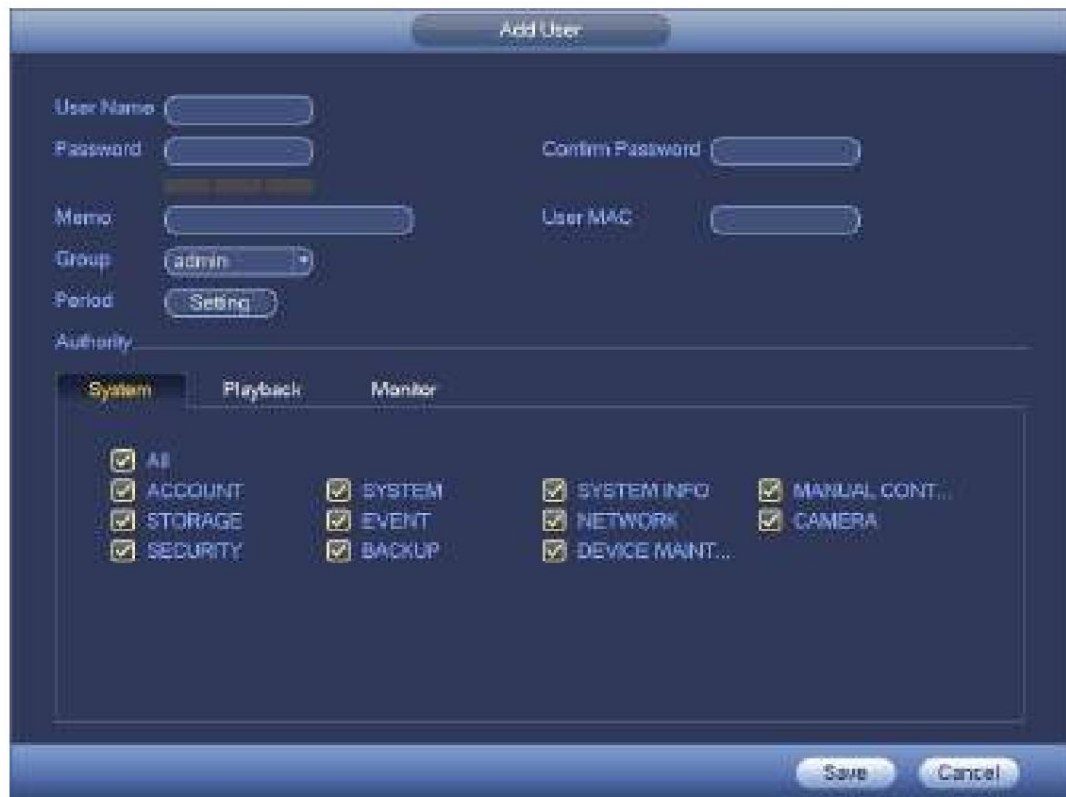 Add User
User Name
Password Confirm Password
Memo User MAC
Group admin
Period Setting
Authority
System Playback Monitor
All
ACCOUNT SYSTEM SYSTEM INFO MANUAL CONT...
STORAGE EVENT NETWORK CAMERA
SECURITY BACKUP DEVICE MAINT...
Save Cancel